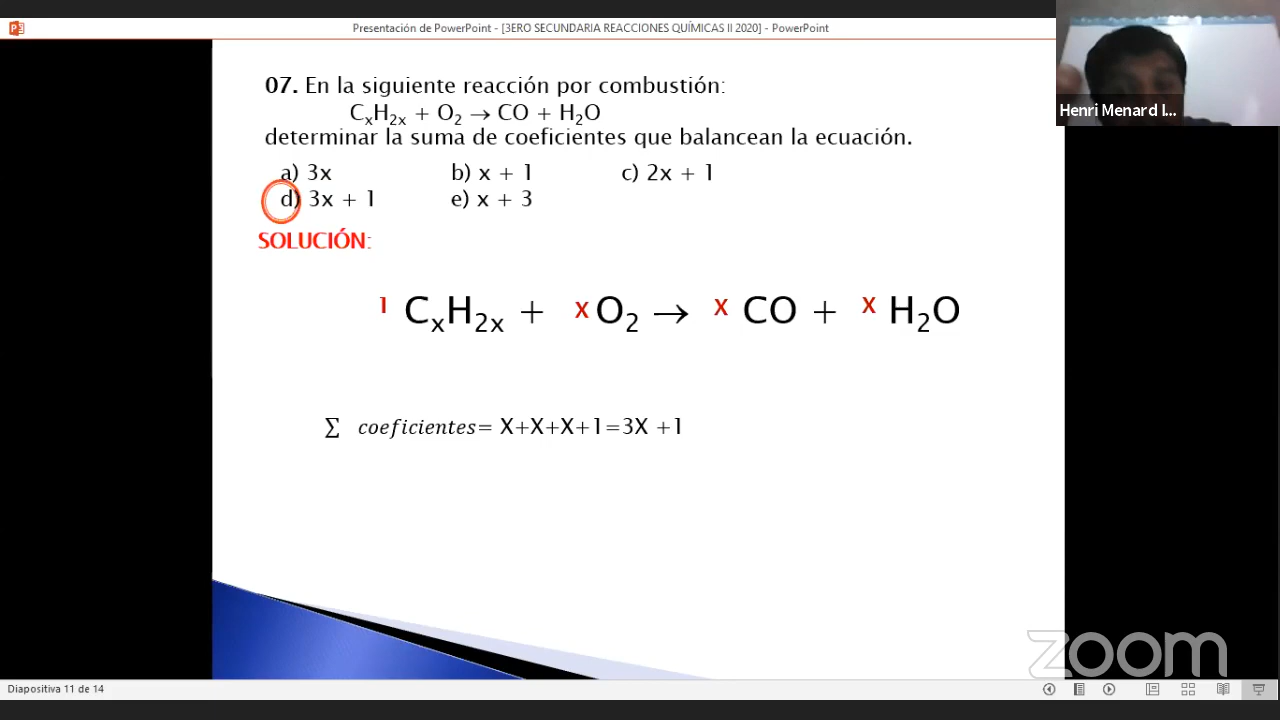 Presentación de PowerPoint - [3ERO SECUNDARIA REACCIONES QUÍMICAS II 2020] - PowerPoint
Henri Menard I...
07. En la siguiente reacción por combustión:
CₓH₂ₓ + O₂ → CO + H₂O
determinar la suma de coeficientes que balancean la ecuación.
a) 3x b) x + 1 c) 2x + 1
d) 3x + 1 e) x + 3
SOLUCIÓN:
1 CₓH₂ₓ + x O₂ → x CO + x H₂O
∑ coeficientes= X+X+X+1=3X +1
zoom
Diapositiva 11 de 14